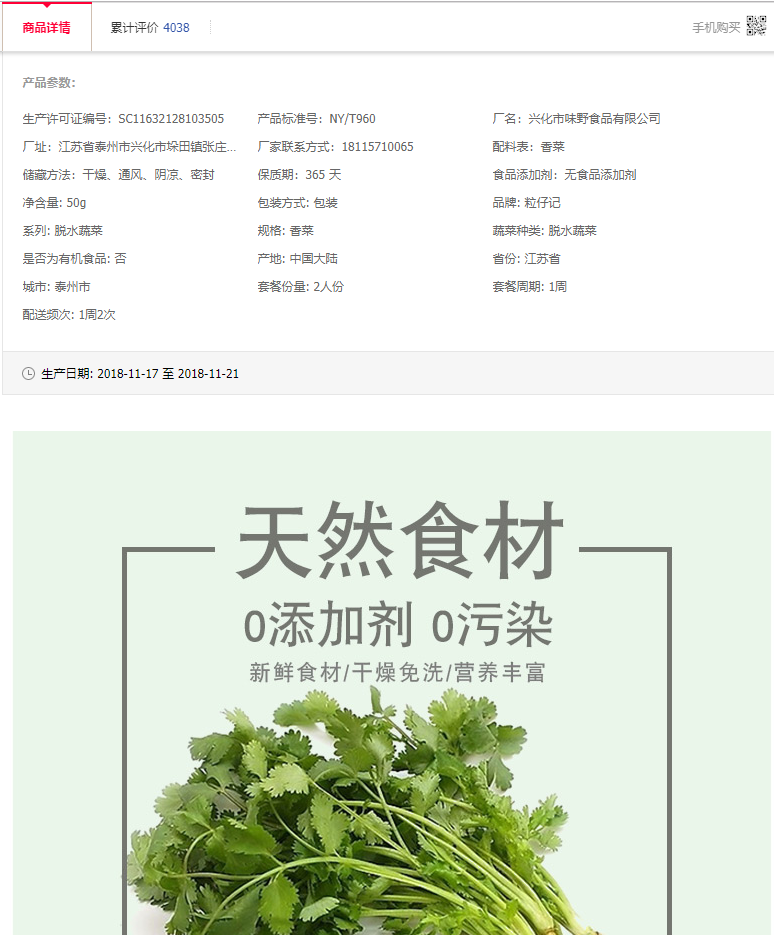 商品详情 累计评价 4038 手机购买
产品参数：
生产许可证编号：SC11632128103505 产品标准号：NY/T960 厂名：兴化市味野食品有限公司
厂址：江苏省泰州市兴化市垛田镇张庄... 厂家联系方式：18115710065 配料表：香菜
储藏方法：干燥、通风、阴凉、密封 保质期：365 天 食品添加剂：无食品添加剂
净含量: 50g 包装方式: 包装 品牌: 粒仔记
系列: 脱水蔬菜 规格: 香菜 蔬菜种类: 脱水蔬菜
是否为有机食品: 否 产地: 中国大陆 省份: 江苏省
城市: 泰州市 套餐份量: 2人份 套餐周期: 1周
配送频次: 1周2次
生产日期: 2018-11-17 至 2018-11-21
天然食材
0添加剂 0污染
新鲜食材/干燥免洗/营养丰富